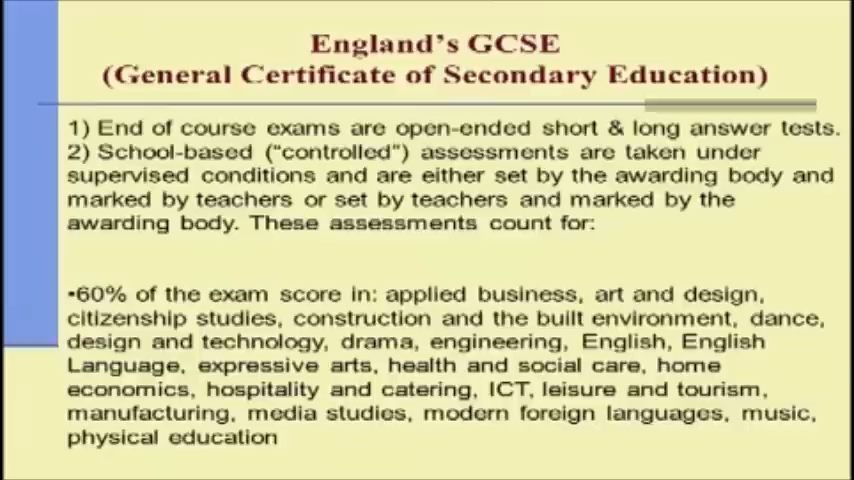 England's GCSE
(General Certificate of Secondary Education)
1) End of course exams are open-ended short & long answer tests.
2) School-based ("controlled") assessments are taken under
supervised conditions and are either set by the awarding body and
marked by teachers or set by teachers and marked by the
awarding body. These assessments count for:
•60% of the exam score in: applied business, art and design,
citizenship studies, construction and the built environment, dance,
design and technology, drama, engineering, English, English
Language, expressive arts, health and social care, home
economics, hospitality and catering, ICT, leisure and tourism,
manufacturing, media studies, modern foreign languages, music,
physical education